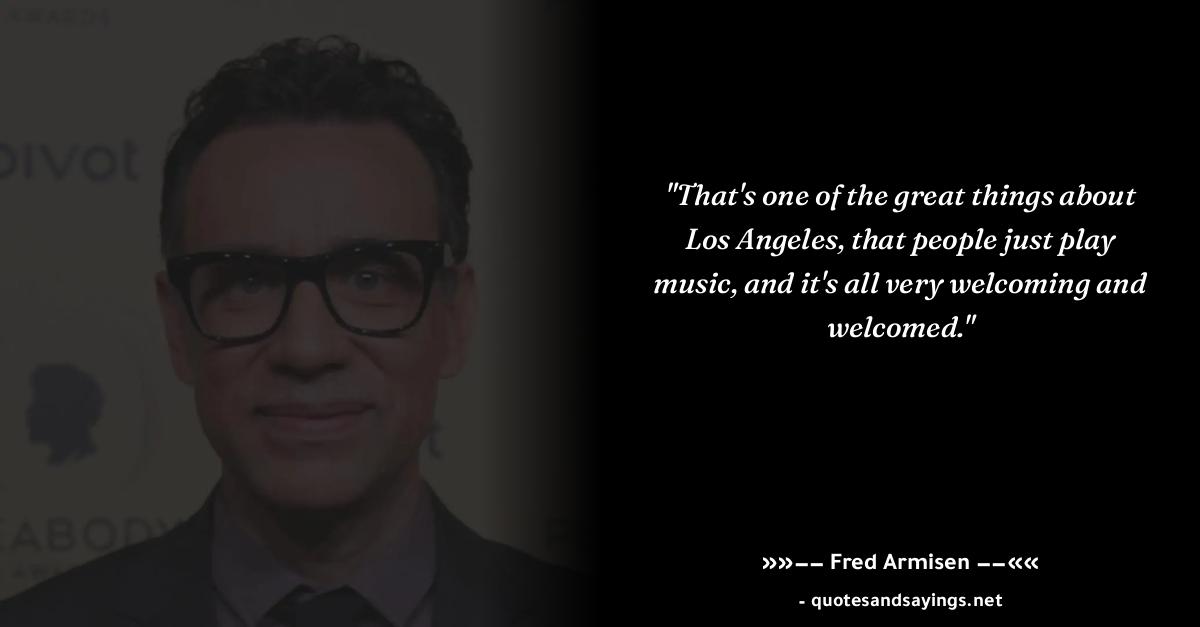 AWARDS
pivot
"That's one of the great things about
Los Angeles, that people just play
music, and it's all very welcoming and
welcomed."
t
EABODY
»»–– Fred Armisen ––««
- quotesandsayings.net